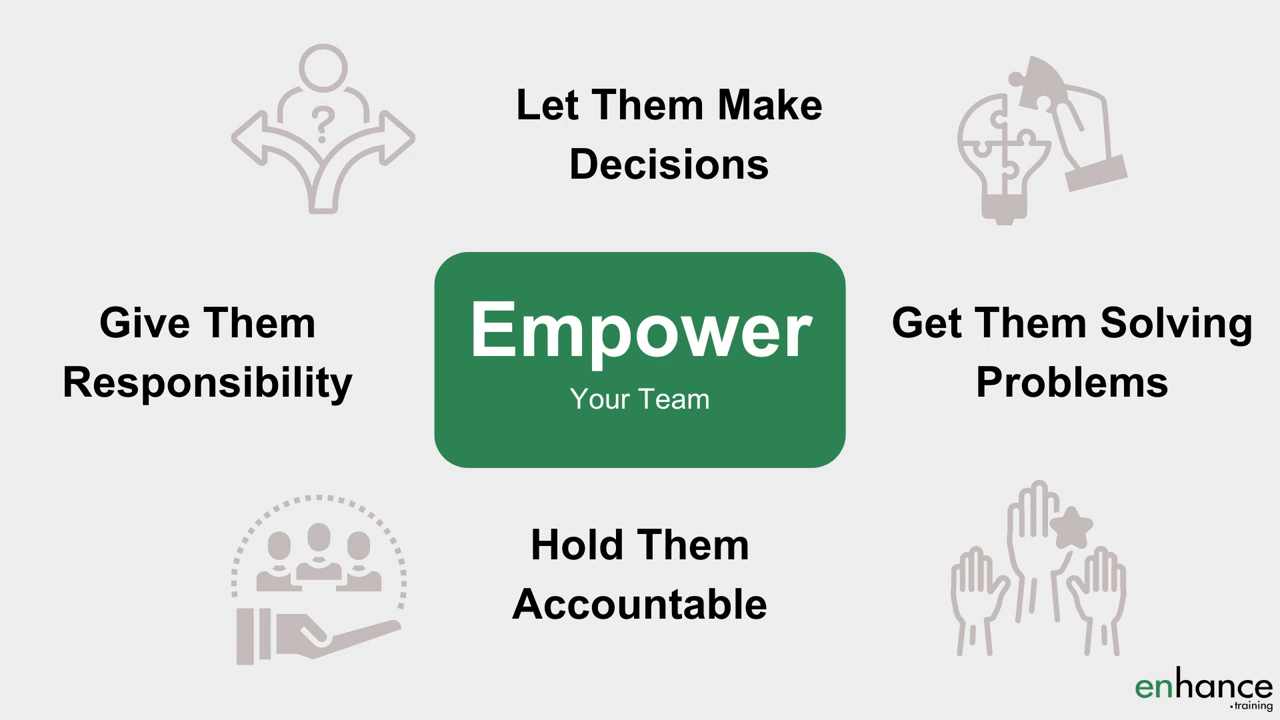 Let Them Make
Decisions
?
Give Them
Responsibility
Empower
Your Team
Get Them Solving
Problems
Hold Them
Accountable
enhance
.training